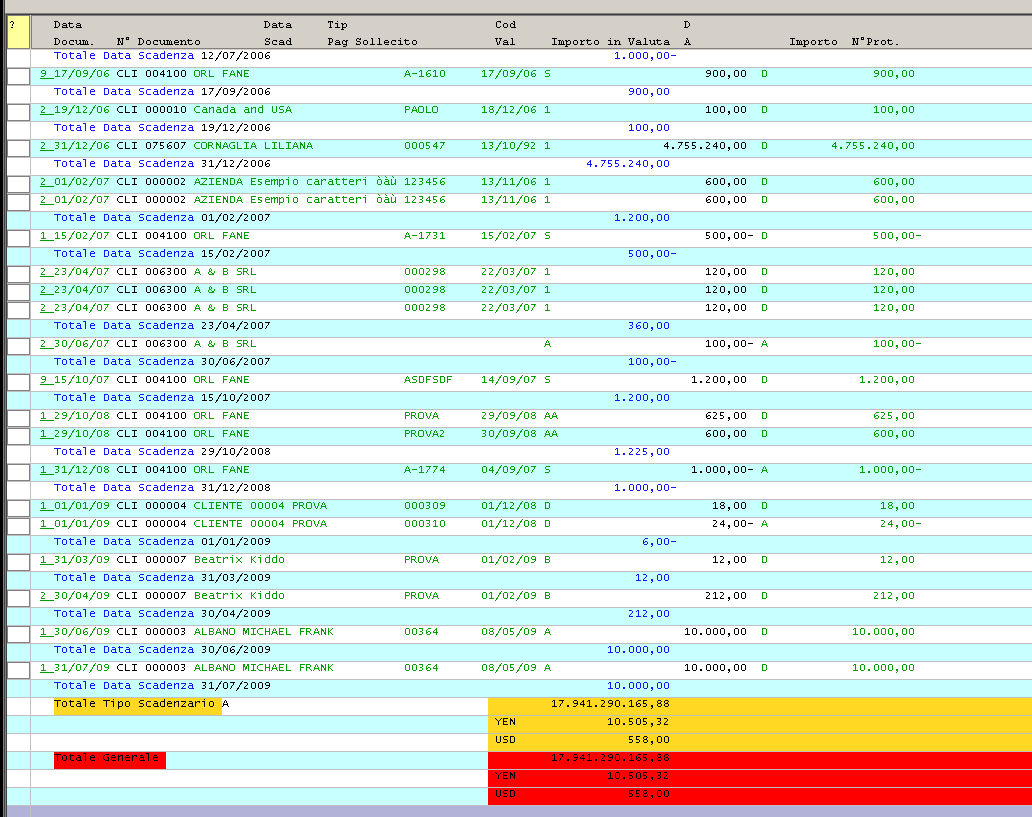 ? Data Data Tip Cod D
Docum. N° Documento Scad Pag Sollecito Val Importo in Valuta A Importo N°Prot.
Totale Data Scadenza 12/07/2006 1.000,00-
9 17/09/06 CLI 004100 ORL FANE A-1610 17/09/06 S 900,00 D 900,00
Totale Data Scadenza 17/09/2006 900,00
2 19/12/06 CLI 000010 Canada and USA PAOLO 18/12/06 1 100,00 D 100,00
Totale Data Scadenza 19/12/2006 100,00
2 31/12/06 CLI 075607 CORNAGLIA LILIANA 000547 13/10/92 1 4.755.240,00 D 4.755.240,00
Totale Data Scadenza 31/12/2006 4.755.240,00
2 01/02/07 CLI 000002 AZIENDA Esempio caratteri òàù 123456 13/11/06 1 600,00 D 600,00
2 01/02/07 CLI 000002 AZIENDA Esempio caratteri òàù 123456 13/11/06 1 600,00 D 600,00
Totale Data Scadenza 01/02/2007 1.200,00
1 15/02/07 CLI 004100 ORL FANE A-1731 15/02/07 S 500,00- D 500,00-
Totale Data Scadenza 15/02/2007 500,00-
2 23/04/07 CLI 006300 A & B SRL 000298 22/03/07 1 120,00 D 120,00
2 23/04/07 CLI 006300 A & B SRL 000298 22/03/07 1 120,00 D 120,00
2 23/04/07 CLI 006300 A & B SRL 000298 22/03/07 1 120,00 D 120,00
Totale Data Scadenza 23/04/2007 360,00
2 30/06/07 CLI 006300 A & B SRL A 100,00- A 100,00-
Totale Data Scadenza 30/06/2007 100,00-
9 15/10/07 CLI 004100 ORL FANE ASDFSDF 14/09/07 S 1.200,00 D 1.200,00
Totale Data Scadenza 15/10/2007 1.200,00
1 29/10/08 CLI 004100 ORL FANE PROVA 29/09/08 AA 625,00 D 625,00
1 29/10/08 CLI 004100 ORL FANE PROVA2 30/09/08 AA 600,00 D 600,00
Totale Data Scadenza 29/10/2008 1.225,00
1 31/12/08 CLI 004100 ORL FANE A-1774 04/09/07 S 1.000,00- A 1.000,00-
Totale Data Scadenza 31/12/2008 1.000,00-
1 01/01/09 CLI 000004 CLIENTE 00004 PROVA 000309 01/12/08 D 18,00 D 18,00
1 01/01/09 CLI 000004 CLIENTE 00004 PROVA 000310 01/12/08 D 24,00- A 24,00-
Totale Data Scadenza 01/01/2009 6,00-
1 31/03/09 CLI 000007 Beatrix Kiddo PROVA 01/02/09 B 12,00 D 12,00
Totale Data Scadenza 31/03/2009 12,00
2 30/04/09 CLI 000007 Beatrix Kiddo PROVA 01/02/09 B 212,00 D 212,00
Totale Data Scadenza 30/04/2009 212,00
1 30/06/09 CLI 000003 ALBANO MICHAEL FRANK 00364 08/05/09 A 10.000,00 D 10.000,00
Totale Data Scadenza 30/06/2009 10.000,00
1 31/07/09 CLI 000003 ALBANO MICHAEL FRANK 00364 08/05/09 A 10.000,00 D 10.000,00
Totale Data Scadenza 31/07/2009 10.000,00
Totale Tipo Scadenzario A 17.941.290.165,88
YEN 10.505,32
USD 558,00
Totale Generale 17.941.290.165,88
YEN 10.505,32
USD 558,00